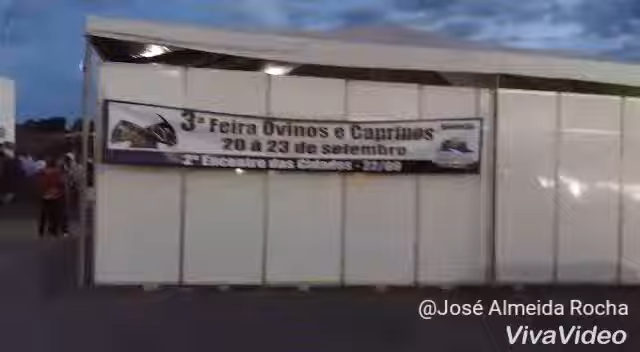 3ª Feira Ovinos e Caprinos
20 à 23 de setembro
2º Encontro das Cidades - 22/09
@José Almeida Rocha
VivaVideo